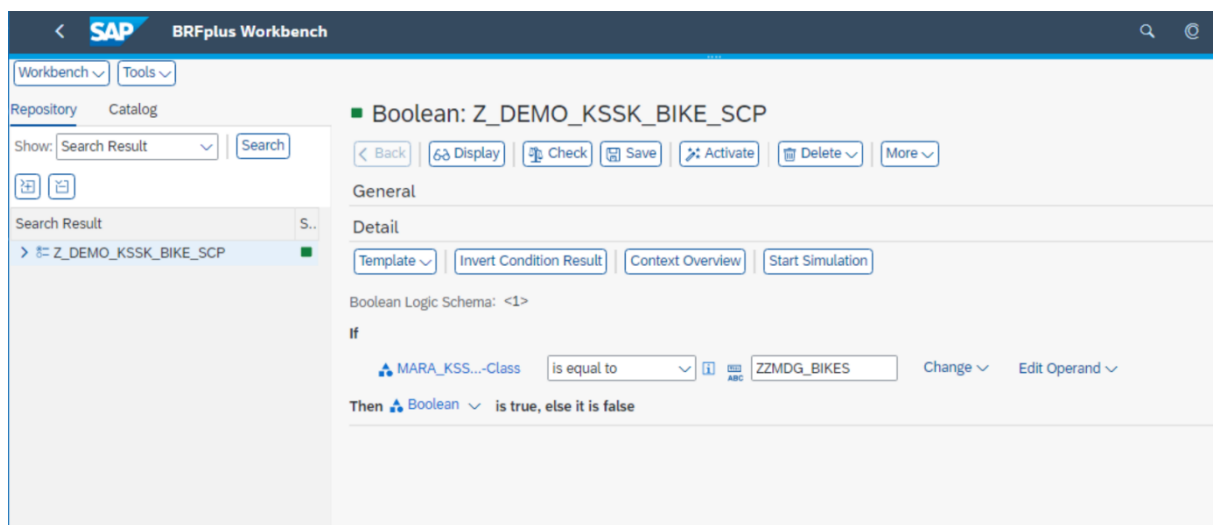 SAP BRFplus Workbench
Workbench Tools
Repository Catalog
Show: Search Result Search
Search Result S..
Z_DEMO_KSSK_BIKE_SCP
Boolean: Z_DEMO_KSSK_BIKE_SCP
Back Display Check Save Activate Delete More
General
Detail
Template Invert Condition Result Context Overview Start Simulation
Boolean Logic Schema: <1>
If
MARA_KSS...-Class is equal to ABC ZZMDG_BIKES Change Edit Operand
Then Boolean is true, else it is false